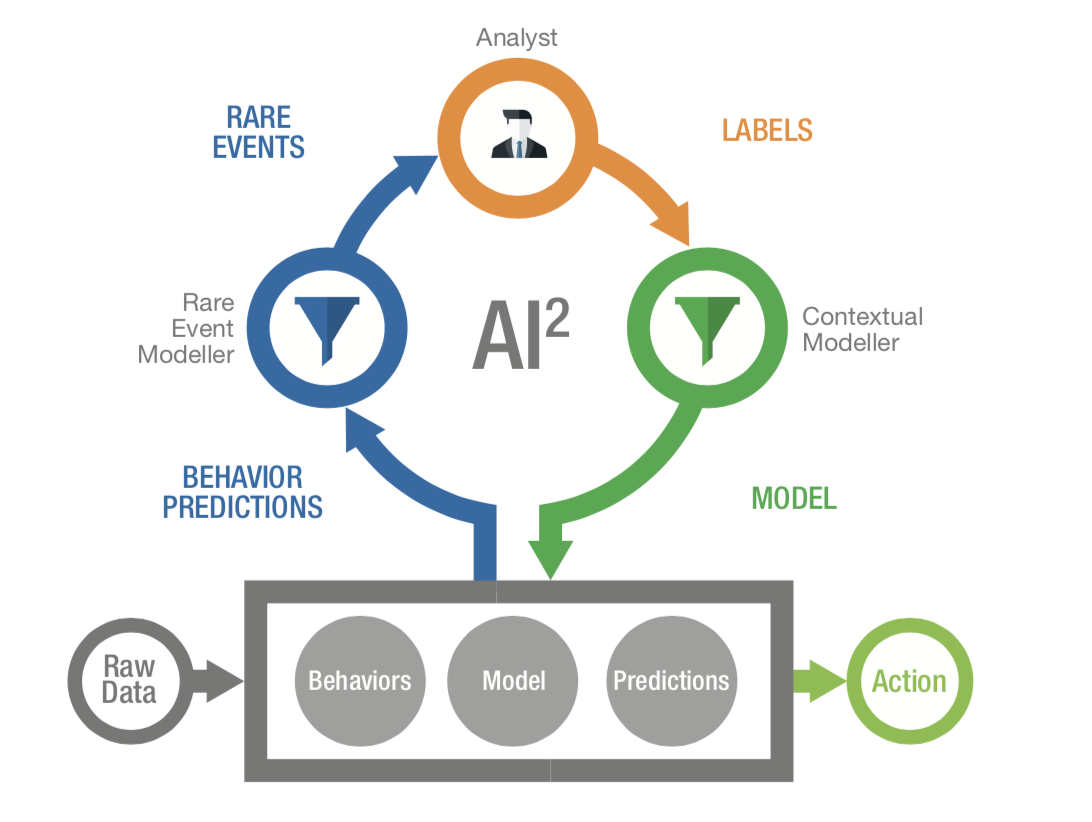 Analyst
RARE
EVENTS
LABELS
Rare
Event
Modeller
AI²
Contextual
Modeller
BEHAVIOR
PREDICTIONS
MODEL
Raw
Data
Behaviors
Model
Predictions
Action